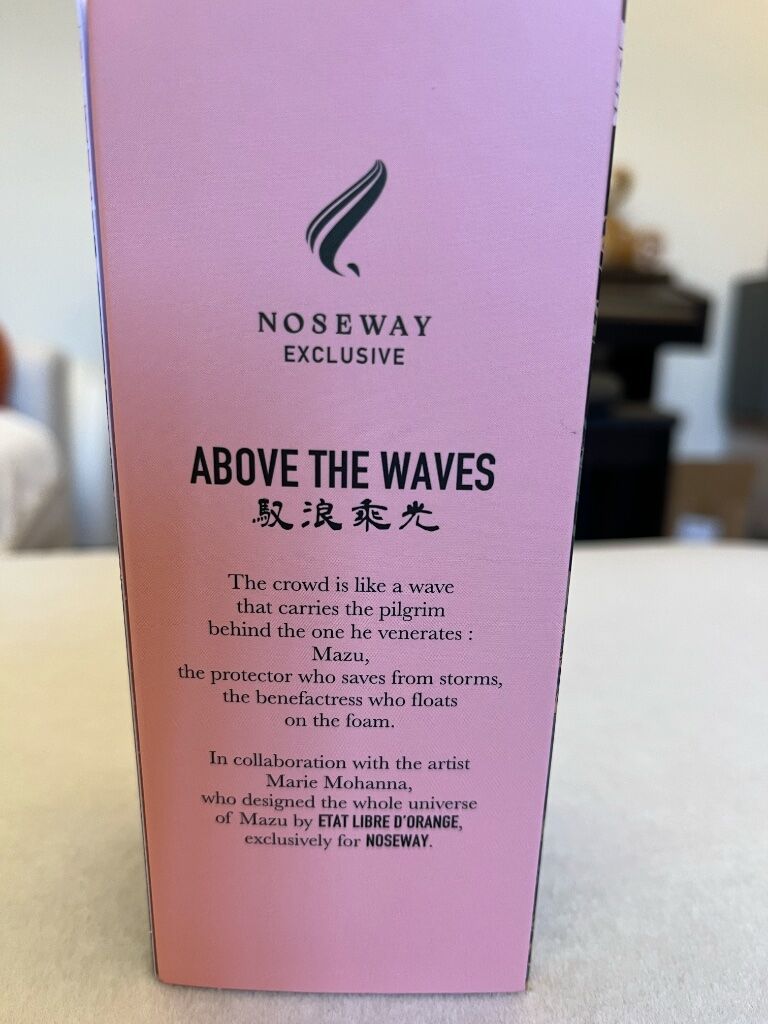 NOSEWAY
EXCLUSIVE
ABOVE THE WAVES
馭浪乘光
The crowd is like a wave
that carries the pilgrim
behind the one he venerates :
Mazu,
the protector who saves from storms,
the benefactress who floats
on the foam.
In collaboration with the artist
Marie Mohanna,
who designed the whole universe
of Mazu by ETAT LIBRE D'ORANGE,
exclusively for NOSEWAY.